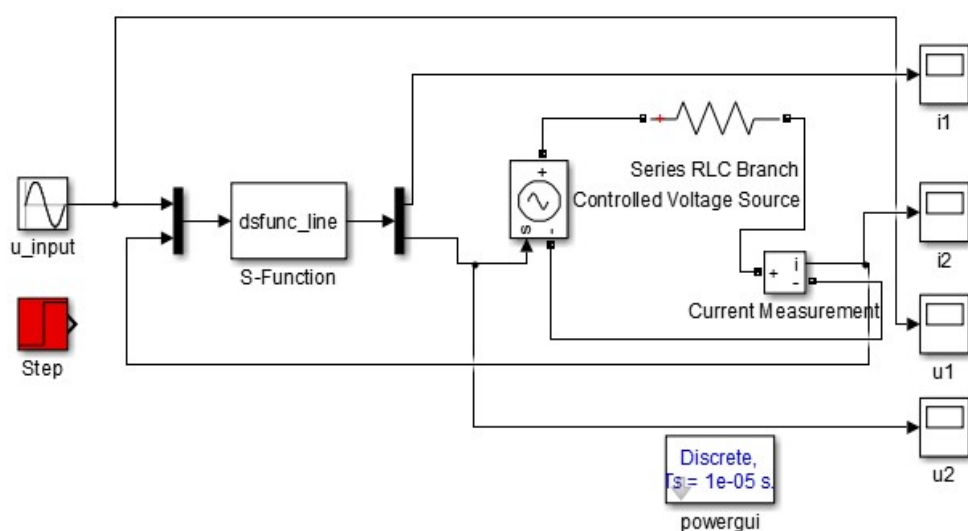 i1
+
Series RLC Branch
+
Controlled Voltage Source
s
-
u_input
dsfunc_line
S-Function
i2
+
i
-
Current Measurement
Step
u1
Discrete,
Ts = 1e-05 s.
powergui
u2